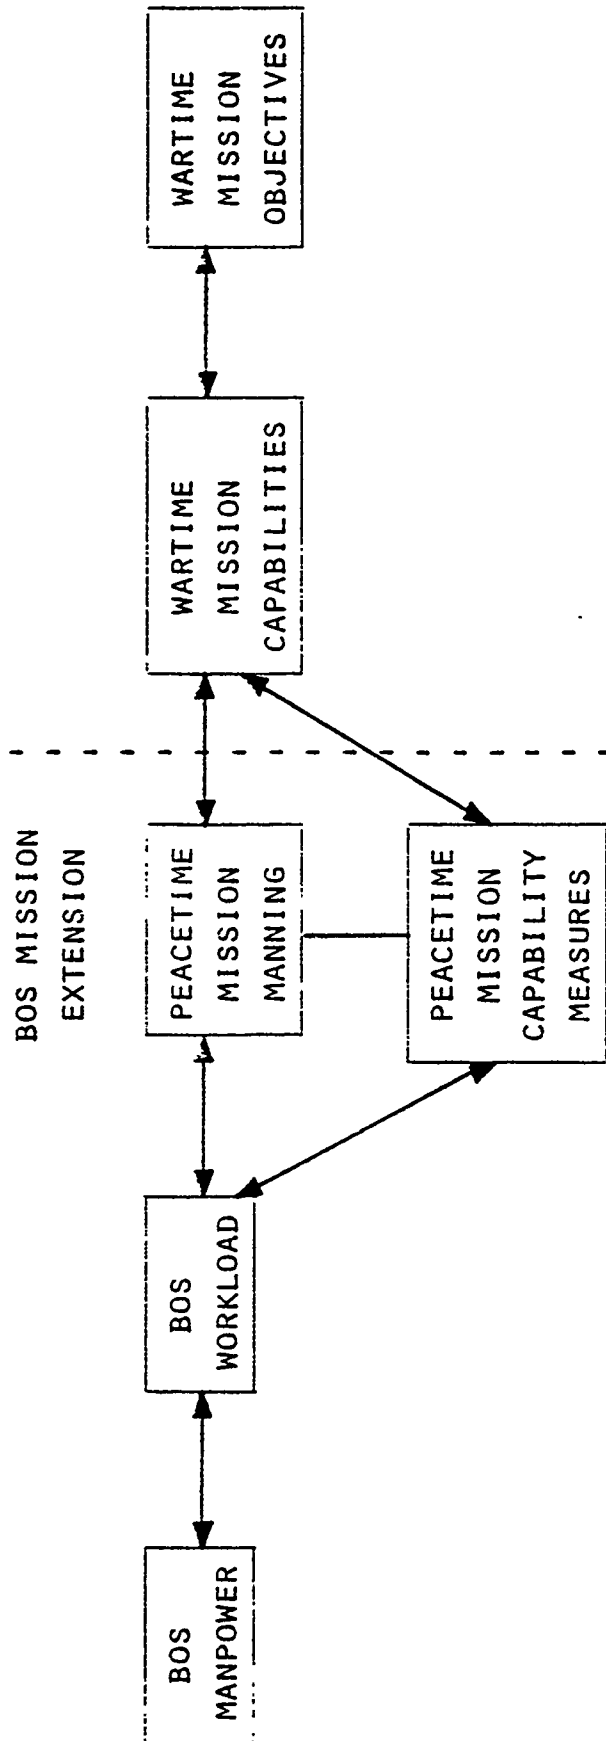 BOS MISSION
EXTENSION
BOS
MANPOWER
BOS
WORKLOAD
PEACETIME
MISSION
MANNING
PEACETIME
MISSION
CAPABILITY
MEASURES
WARTIME
MISSION
CAPABILITIES
WARTIME
MISSION
OBJECTIVES